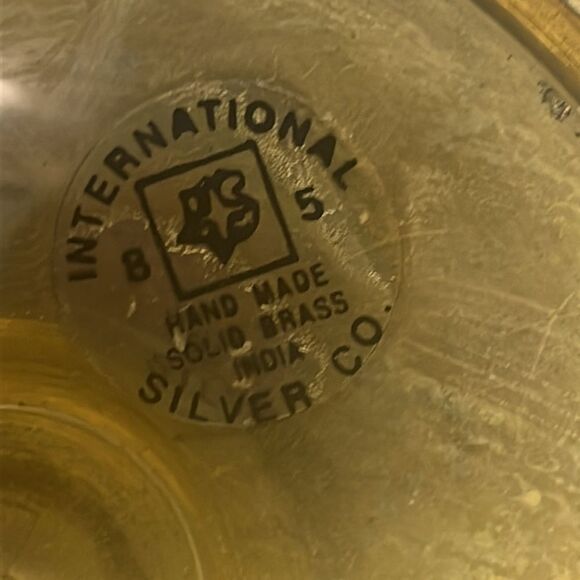 INTERNATIONAL
8 5
HAND MADE
SOLID BRASS
INDIA
SILVER CO.